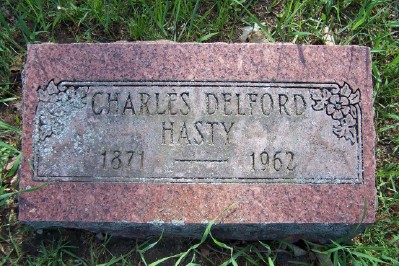 CHARLES DELFORD
HASTY
1871 — 1962